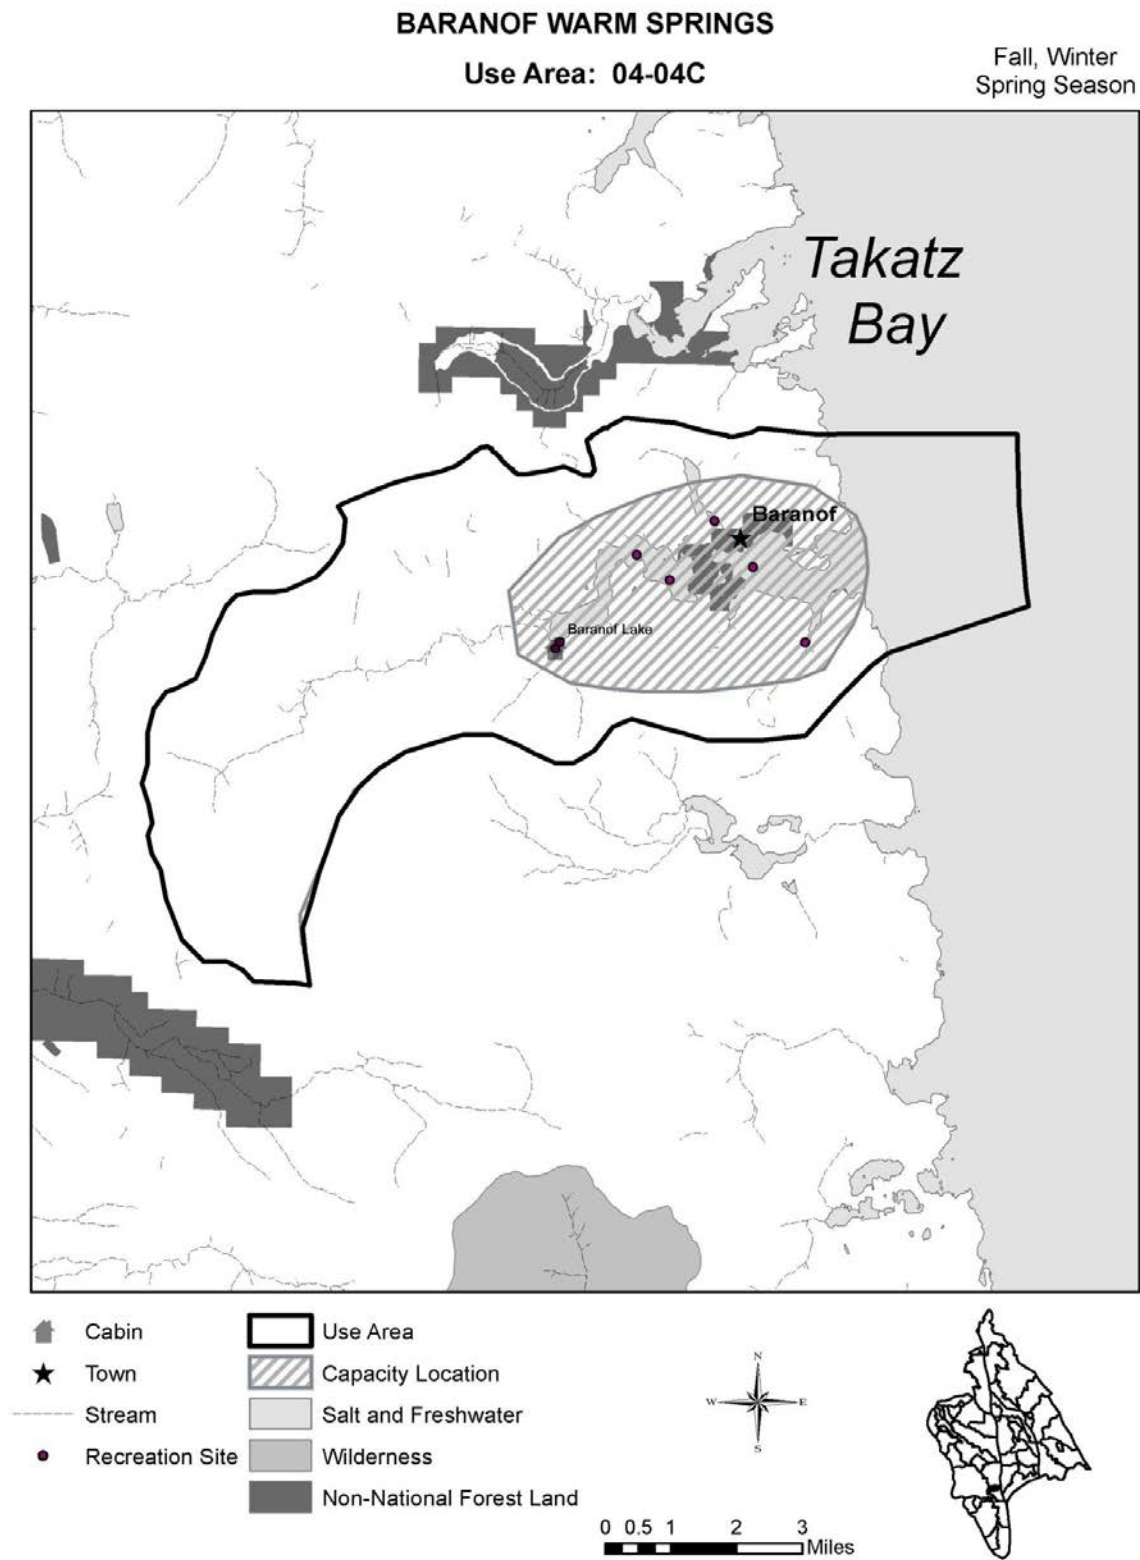 BARANOF WARM SPRINGS
Use Area: 04-04C
Fall, Winter
Spring Season
Takatz
Bay
Baranof
Baranof Lake
Cabin
Town
Stream
Recreation Site
Use Area
Capacity Location
Salt and Freshwater
Wilderness
Non-National Forest Land
N
W E
S
0 0.5 1 2 3
Miles